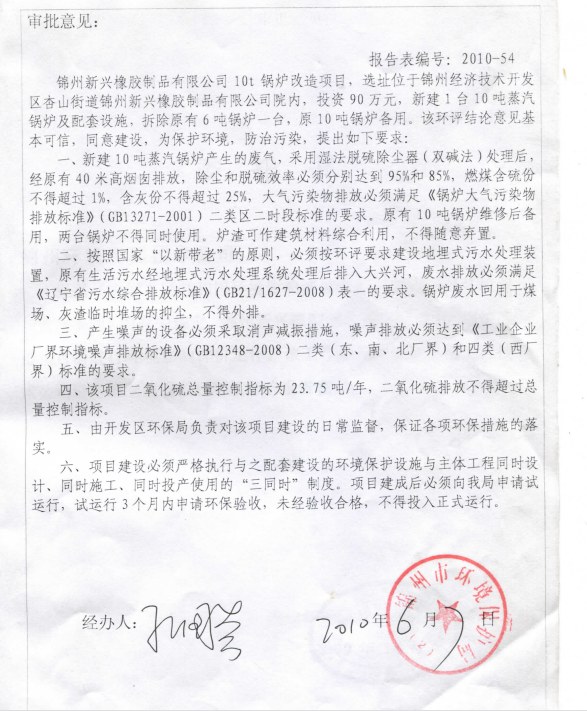 审批意见：
报告表编号：2010-54
锦州新兴橡胶制品有限公司 10t 锅炉改造项目，选址位于锦州经济技术开发
区杏山街道锦州新兴橡胶制品有限公司院内，投资 90 万元，新建 1 台 10 吨蒸汽
锅炉及配套设施，拆除原有 6 吨锅炉一台，原 10 吨锅炉备用。该环评结论意见基
本可信，同意建设，为保护环境，防治污染，提出如下要求：
一、新建 10 吨蒸汽锅炉产生的废气，采用湿法脱硫除尘器（双碱法）处理后，
经原有 40 米高烟囱排放，除尘和脱硫效率必须分别达到 95%和 85%，燃煤含硫份
不得超过 1%，含灰份不得超过 25%，大气污染物排放必须满足《锅炉大气污染物
排放标准》（GB13271-2001）二类区二时段标准的要求。原有 10 吨锅炉维修后备
用，两台锅炉不得同时使用。炉渣可作建筑材料综合利用，不得随意弃置。
二、按照国家“以新带老”的原则，必须按环评要求建设地埋式污水处理装
置，原有生活污水经地埋式污水处理系统处理后排入大兴河，废水排放必须满足
《辽宁省污水综合排放标准》（GB21/1627-2008）表一的要求。锅炉废水回用于煤
场、灰渣临时堆场的抑尘，不得外排。
三、产生噪声的设备必须采取消声减振措施，噪声排放必须达到《工业企业
厂界环境噪声排放标准》（GB12348-2008）二类（东、南、北厂界）和四类（西厂
界）标准的要求。
四、该项目二氧化硫总量控制指标为 23.75 吨/年，二氧化硫排放不得超过总
量控制指标。
五、由开发区环保局负责对该项目建设的日常监督，保证各项环保措施的落
实。
六、项目建设必须严格执行与之配套建设的环境保护设施与主体工程同时设
计、同时施工、同时投产使用的“三同时”制度。项目建成后必须向我局申请试
运行，试运行 3 个月内申请环保验收，未经验收合格，不得投入正式运行。
锦州市环境保护局
经办人： 2010 年 6 月 7 日